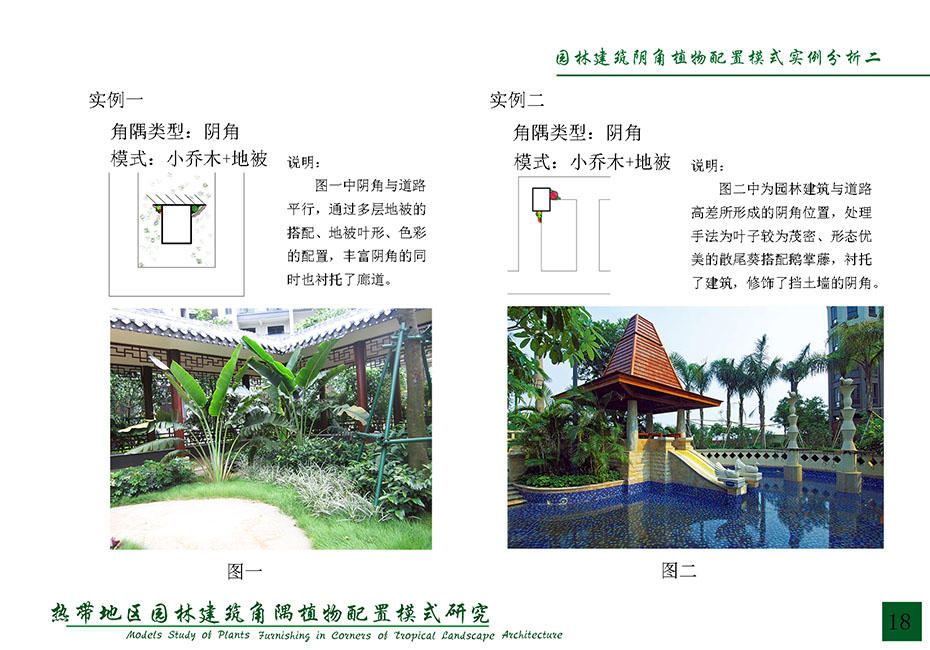 园林建筑阴角植物配置模式实例分析二
实例一
角隅类型：阴角
模式：小乔木+地被
说明：
图一中阴角与道路
平行，通过多层地被的
搭配、地被叶形、色彩
的配置，丰富阴角的同
时也衬托了廊道。
图一
实例二
角隅类型：阴角
模式：小乔木+地被
说明：
图二中为园林建筑与道路
高差所形成的阴角位置，处理
手法为叶子较为茂密、形态优
美的散尾葵搭配鹅掌藤，衬托
了建筑，修饰了挡土墙的阴角。
图二
热带地区园林建筑角隅植物配置模式研究
Models Study of Plants Furnishing in Corners of Tropical Landscape Architecture
18